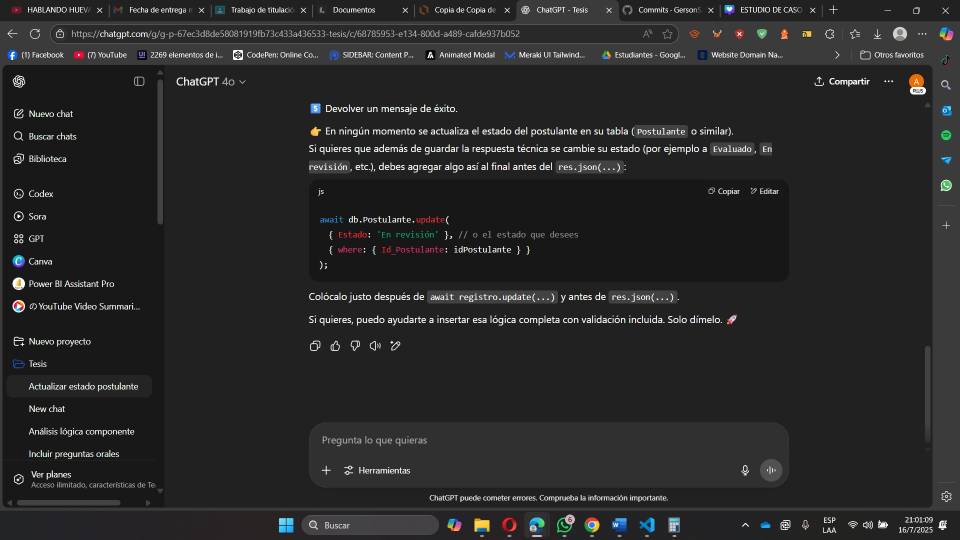 HABLANDO HUEVA
Fecha de entrega
Trabajo de titulació
Documentos
Copia de Copia de
ChatGPT - Tesis
Commits - GersonS
ESTUDIO DE CASO
https://chatgpt.com/g/g-p-67ec3d8de58081919fb73c433a436533-tesis/c/68785953-e134-800d-a489-cafde937b052
(1) Facebook
(7) YouTube
2269 elementos de i...
CodePen: Online Co...
SIDEBAR: Content P...
Animated Modal
Meraki UI Tailwind...
Estudiantes - Googl...
Website Domain Na...
Otros favoritos
ChatGPT 4o
Compartir
PLUS
Nuevo chat
Buscar chats
Biblioteca
Codex
Sora
GPT
Canva
Power BI Assistant Pro
の YouTube Video Summari...
Nuevo proyecto
Tesis
Actualizar estado postulante
New chat
Análisis lógica componente
Incluir preguntas orales
Ver planes
Acceso ilimitado, características de Te
5 Devolver un mensaje de éxito.
👉 En ningún momento se actualiza el estado del postulante en su tabla (Postulante o similar).
Si quieres que además de guardar la respuesta técnica se cambie su estado (por ejemplo a Evaluado, En
revisión, etc.), debes agregar algo así al final antes del res.json(...):
js
Copiar
Editar
await db.Postulante.update(
{ Estado: 'En revisión' }, // o el estado que desees
{ where: { Id_Postulante: idPostulante } }
);
Colócalo justo después de await registro.update(...) y antes de res.json(...).
Si quieres, puedo ayudarte a insertar esa lógica completa con validación incluida. Solo dímelo. 🚀
Pregunta lo que quieras
Herramientas
ChatGPT puede cometer errores. Comprueba la información importante.
Buscar
6
ESP
LAA
21:01:09
16/7/2025